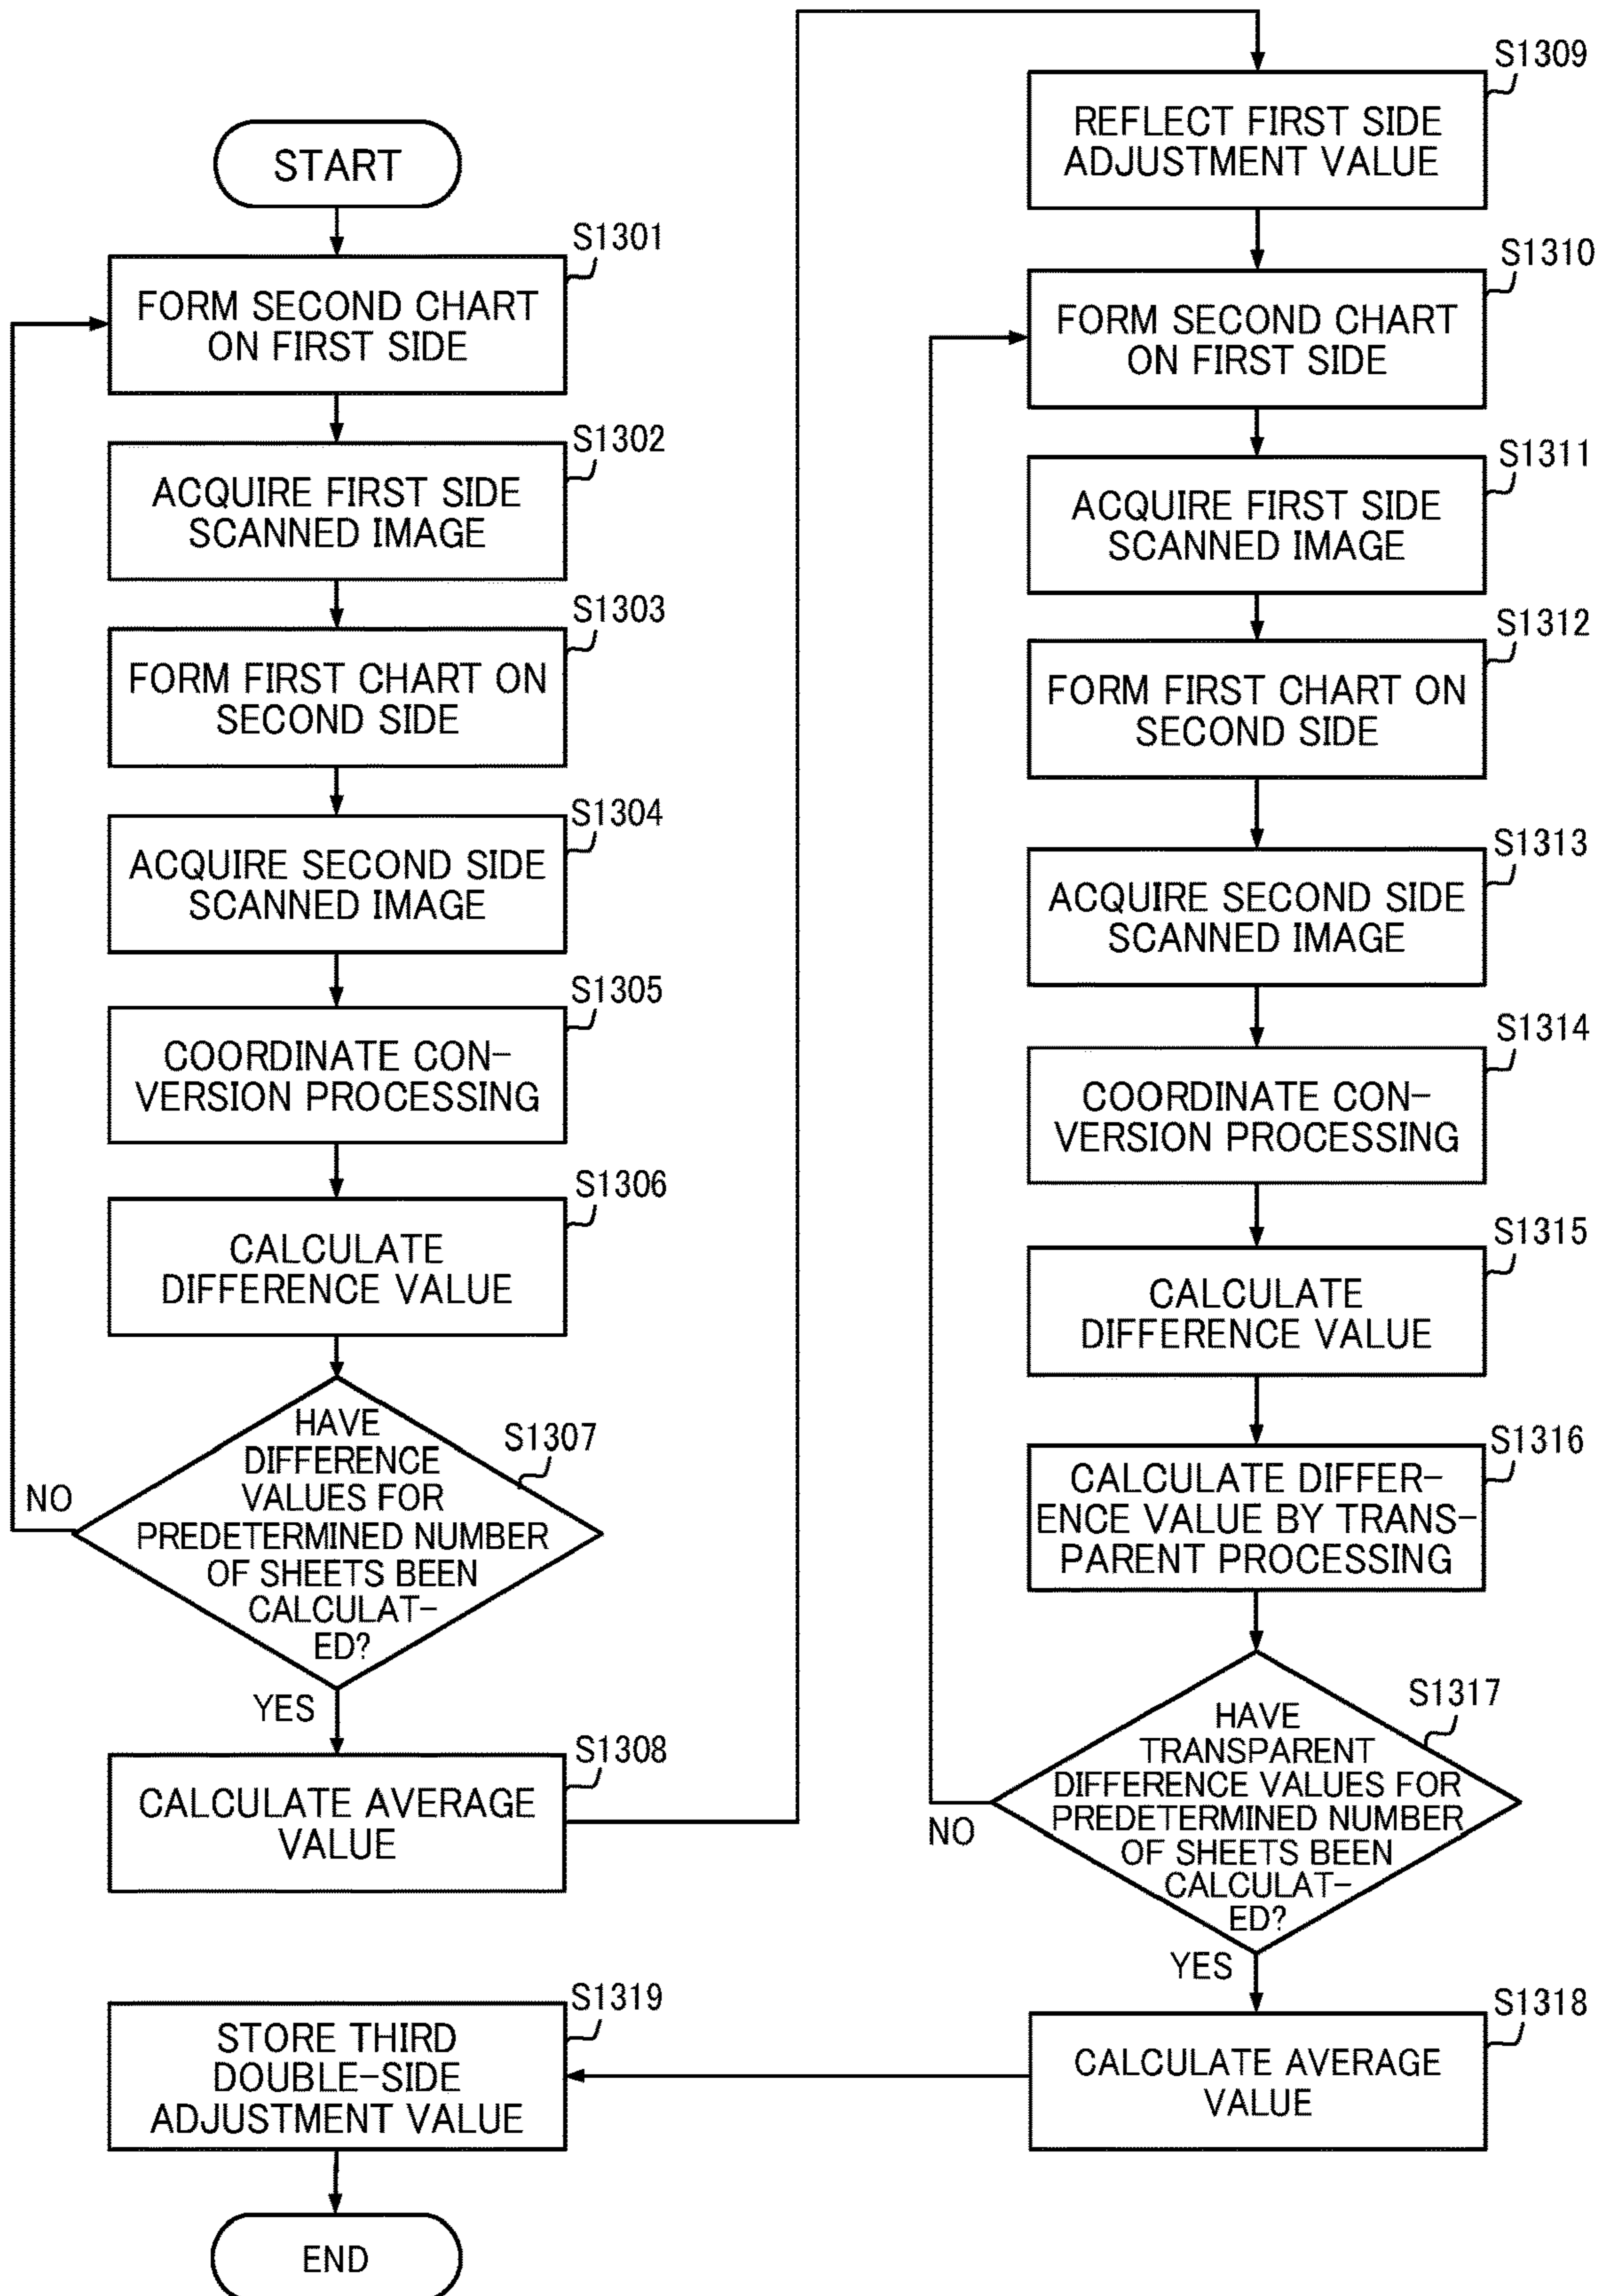 START
S1301
FORM SECOND CHART
ON FIRST SIDE
S1302
ACQUIRE FIRST SIDE
SCANNED IMAGE
S1303
FORM FIRST CHART ON
SECOND SIDE
S1304
ACQUIRE SECOND SIDE
SCANNED IMAGE
S1305
COORDINATE CON-
VERSION PROCESSING
S1306
CALCULATE
DIFFERENCE VALUE
S1307
HAVE
DIFFERENCE
VALUES FOR
PREDETERMINED NUMBER
OF SHEETS BEEN
CALCULAT-
ED?
NO
YES
S1308
CALCULATE AVERAGE
VALUE
S1309
REFLECT FIRST SIDE
ADJUSTMENT VALUE
S1310
FORM SECOND CHART
ON FIRST SIDE
S1311
ACQUIRE FIRST SIDE
SCANNED IMAGE
S1312
FORM FIRST CHART ON
SECOND SIDE
S1313
ACQUIRE SECOND SIDE
SCANNED IMAGE
S1314
COORDINATE CON-
VERSION PROCESSING
S1315
CALCULATE
DIFFERENCE VALUE
S1316
CALCULATE DIFFER-
ENCE VALUE BY TRANS-
PARENT PROCESSING
S1317
HAVE
TRANSPARENT
DIFFERENCE VALUES FOR
PREDETERMINED NUMBER
OF SHEETS BEEN
CALCULAT-
ED?
NO
YES
S1318
CALCULATE AVERAGE
VALUE
S1319
STORE THIRD
DOUBLE-SIDE
ADJUSTMENT VALUE
END